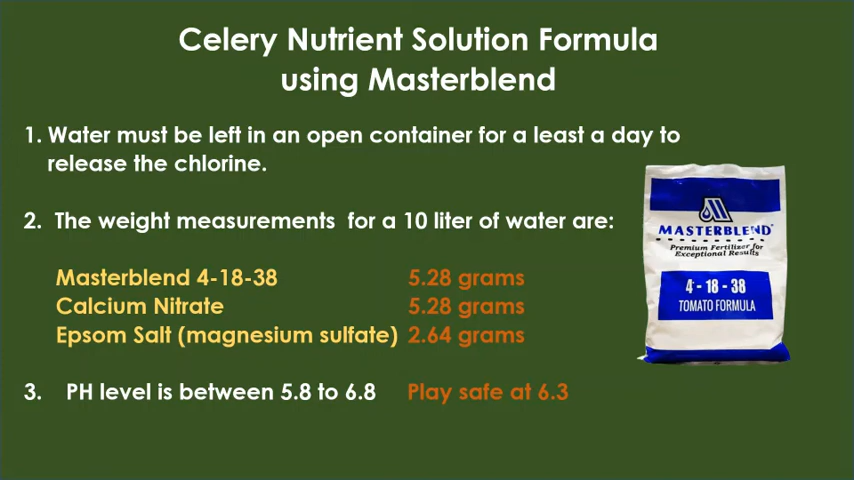 Celery Nutrient Solution Formula
using Masterblend
1. Water must be left in an open container for a least a day to
release the chlorine.
2. The weight measurements for a 10 liter of water are:
Masterblend 4-18-38 5.28 grams
Calcium Nitrate 5.28 grams
Epsom Salt (magnesium sulfate) 2.64 grams
3. PH level is between 5.8 to 6.8 Play safe at 6.3
MASTERBLEND
Premium Fertilizer for
Exceptional Results
4 - 18 - 38
TOMATO FORMULA